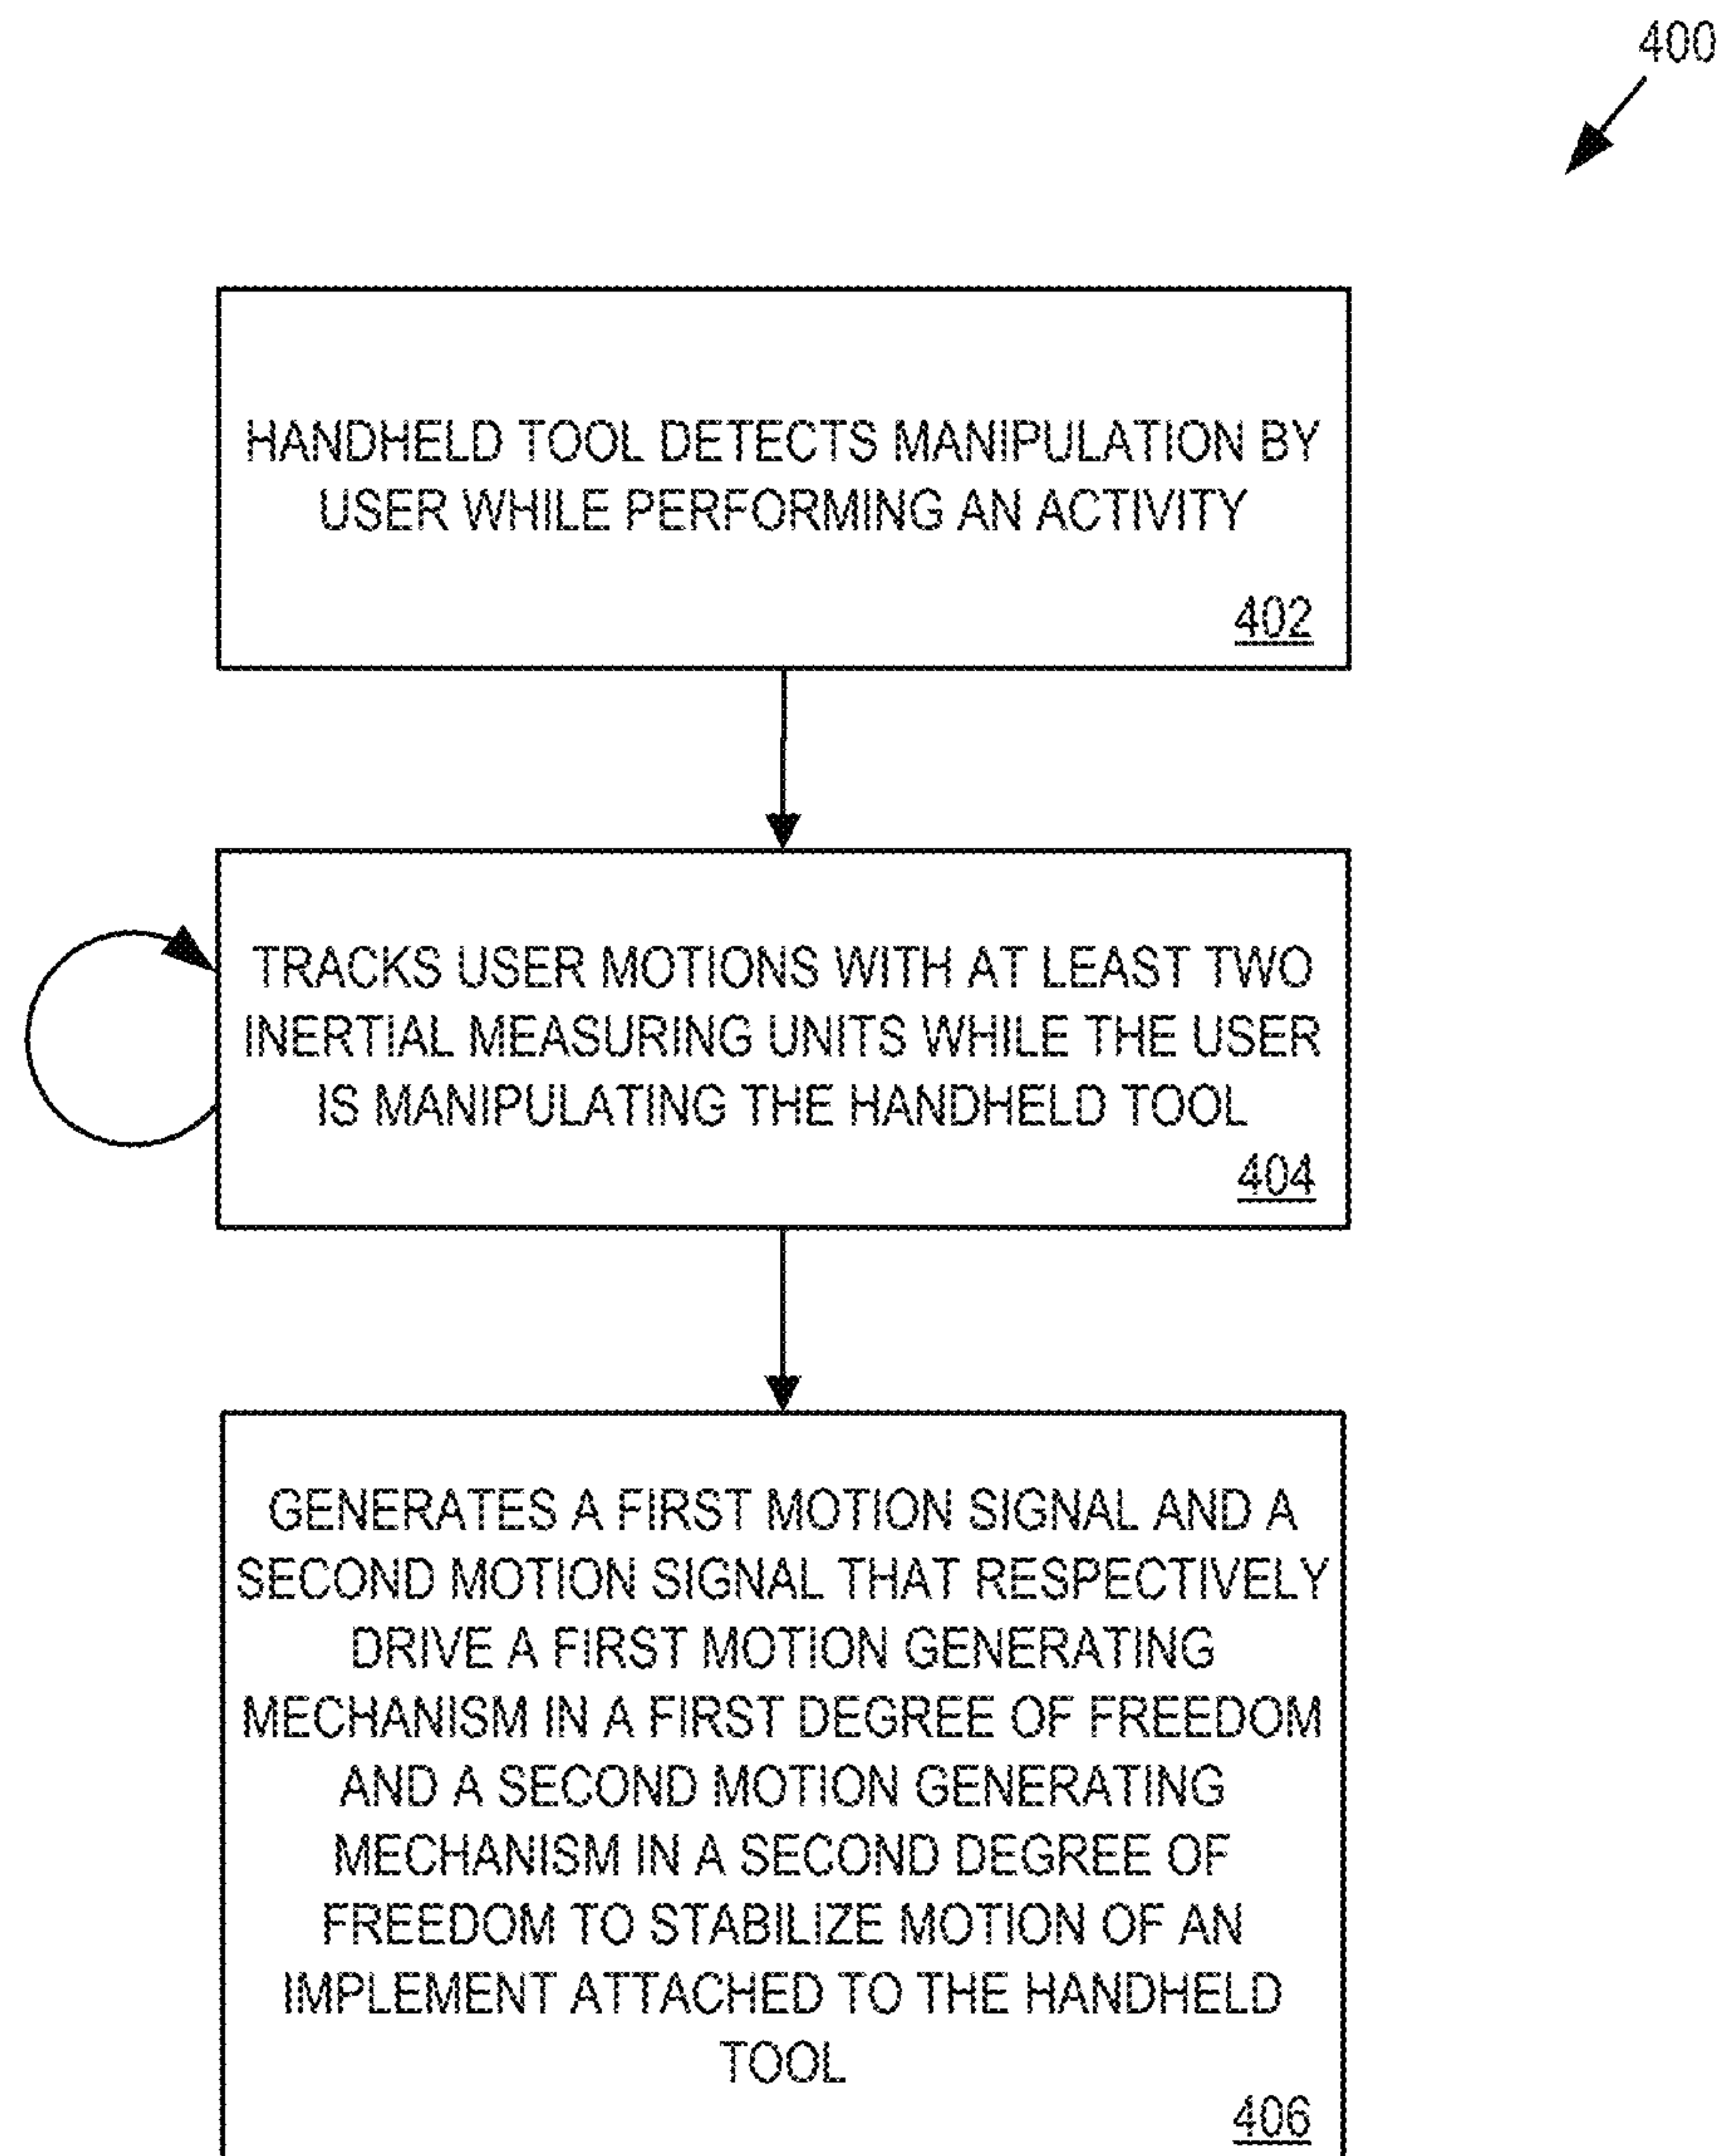 400
HANDHELD TOOL DETECTS MANIPULATION BY
USER WHILE PERFORMING AN ACTIVITY
402
TRACKS USER MOTIONS WITH AT LEAST TWO
INERTIAL MEASURING UNITS WHILE THE USER
IS MANIPULATING THE HANDHELD TOOL
404
GENERATES A FIRST MOTION SIGNAL AND A
SECOND MOTION SIGNAL THAT RESPECTIVELY
DRIVE A FIRST MOTION GENERATING
MECHANISM IN A FIRST DEGREE OF FREEDOM
AND A SECOND MOTION GENERATING
MECHANISM IN A SECOND DEGREE OF
FREEDOM TO STABILIZE MOTION OF AN
IMPLEMENT ATTACHED TO THE HANDHELD
TOOL
406